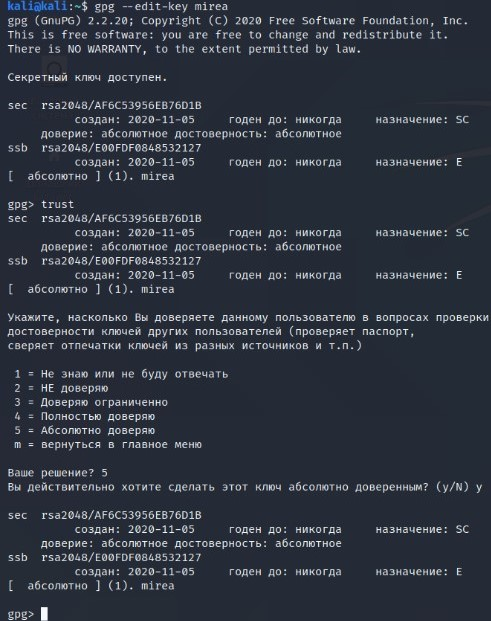 kali@kali:~$ gpg --edit-key mirea
gpg (GnuPG) 2.2.20; Copyright (C) 2020 Free Software Foundation, Inc.
This is free software: you are free to change and redistribute it.
There is NO WARRANTY, to the extent permitted by law.
Секретный ключ доступен.
sec rsa2048/AF6C53956EB76D1B
создан: 2020-11-05 годен до: никогда назначение: SC
доверие: абсолютное достоверность: абсолютное
ssb rsa2048/E00FDF0848532127
создан: 2020-11-05 годен до: никогда назначение: E
[ абсолютно ] (1). mirea
gpg> trust
sec rsa2048/AF6C53956EB76D1B
создан: 2020-11-05 годен до: никогда назначение: SC
доверие: абсолютное достоверность: абсолютное
ssb rsa2048/E00FDF0848532127
создан: 2020-11-05 годен до: никогда назначение: E
[ абсолютно ] (1). mirea
Укажите, насколько Вы доверяете данному пользователю в вопросах проверки
достоверности ключей других пользователей (проверяет паспорт,
сверяет отпечатки ключей из разных источников и т.п.)
1 = Не знаю или не буду отвечать
2 = НЕ доверяю
3 = Доверяю ограниченно
4 = Полностью доверяю
5 = Абсолютно доверяю
m = вернуться в главное меню
Ваше решение? 5
Вы действительно хотите сделать этот ключ абсолютно доверенным? (y/N) y
sec rsa2048/AF6C53956EB76D1B
создан: 2020-11-05 годен до: никогда назначение: SC
доверие: абсолютное достоверность: абсолютное
ssb rsa2048/E00FDF0848532127
создан: 2020-11-05 годен до: никогда назначение: E
[ абсолютно ] (1). mirea
gpg>